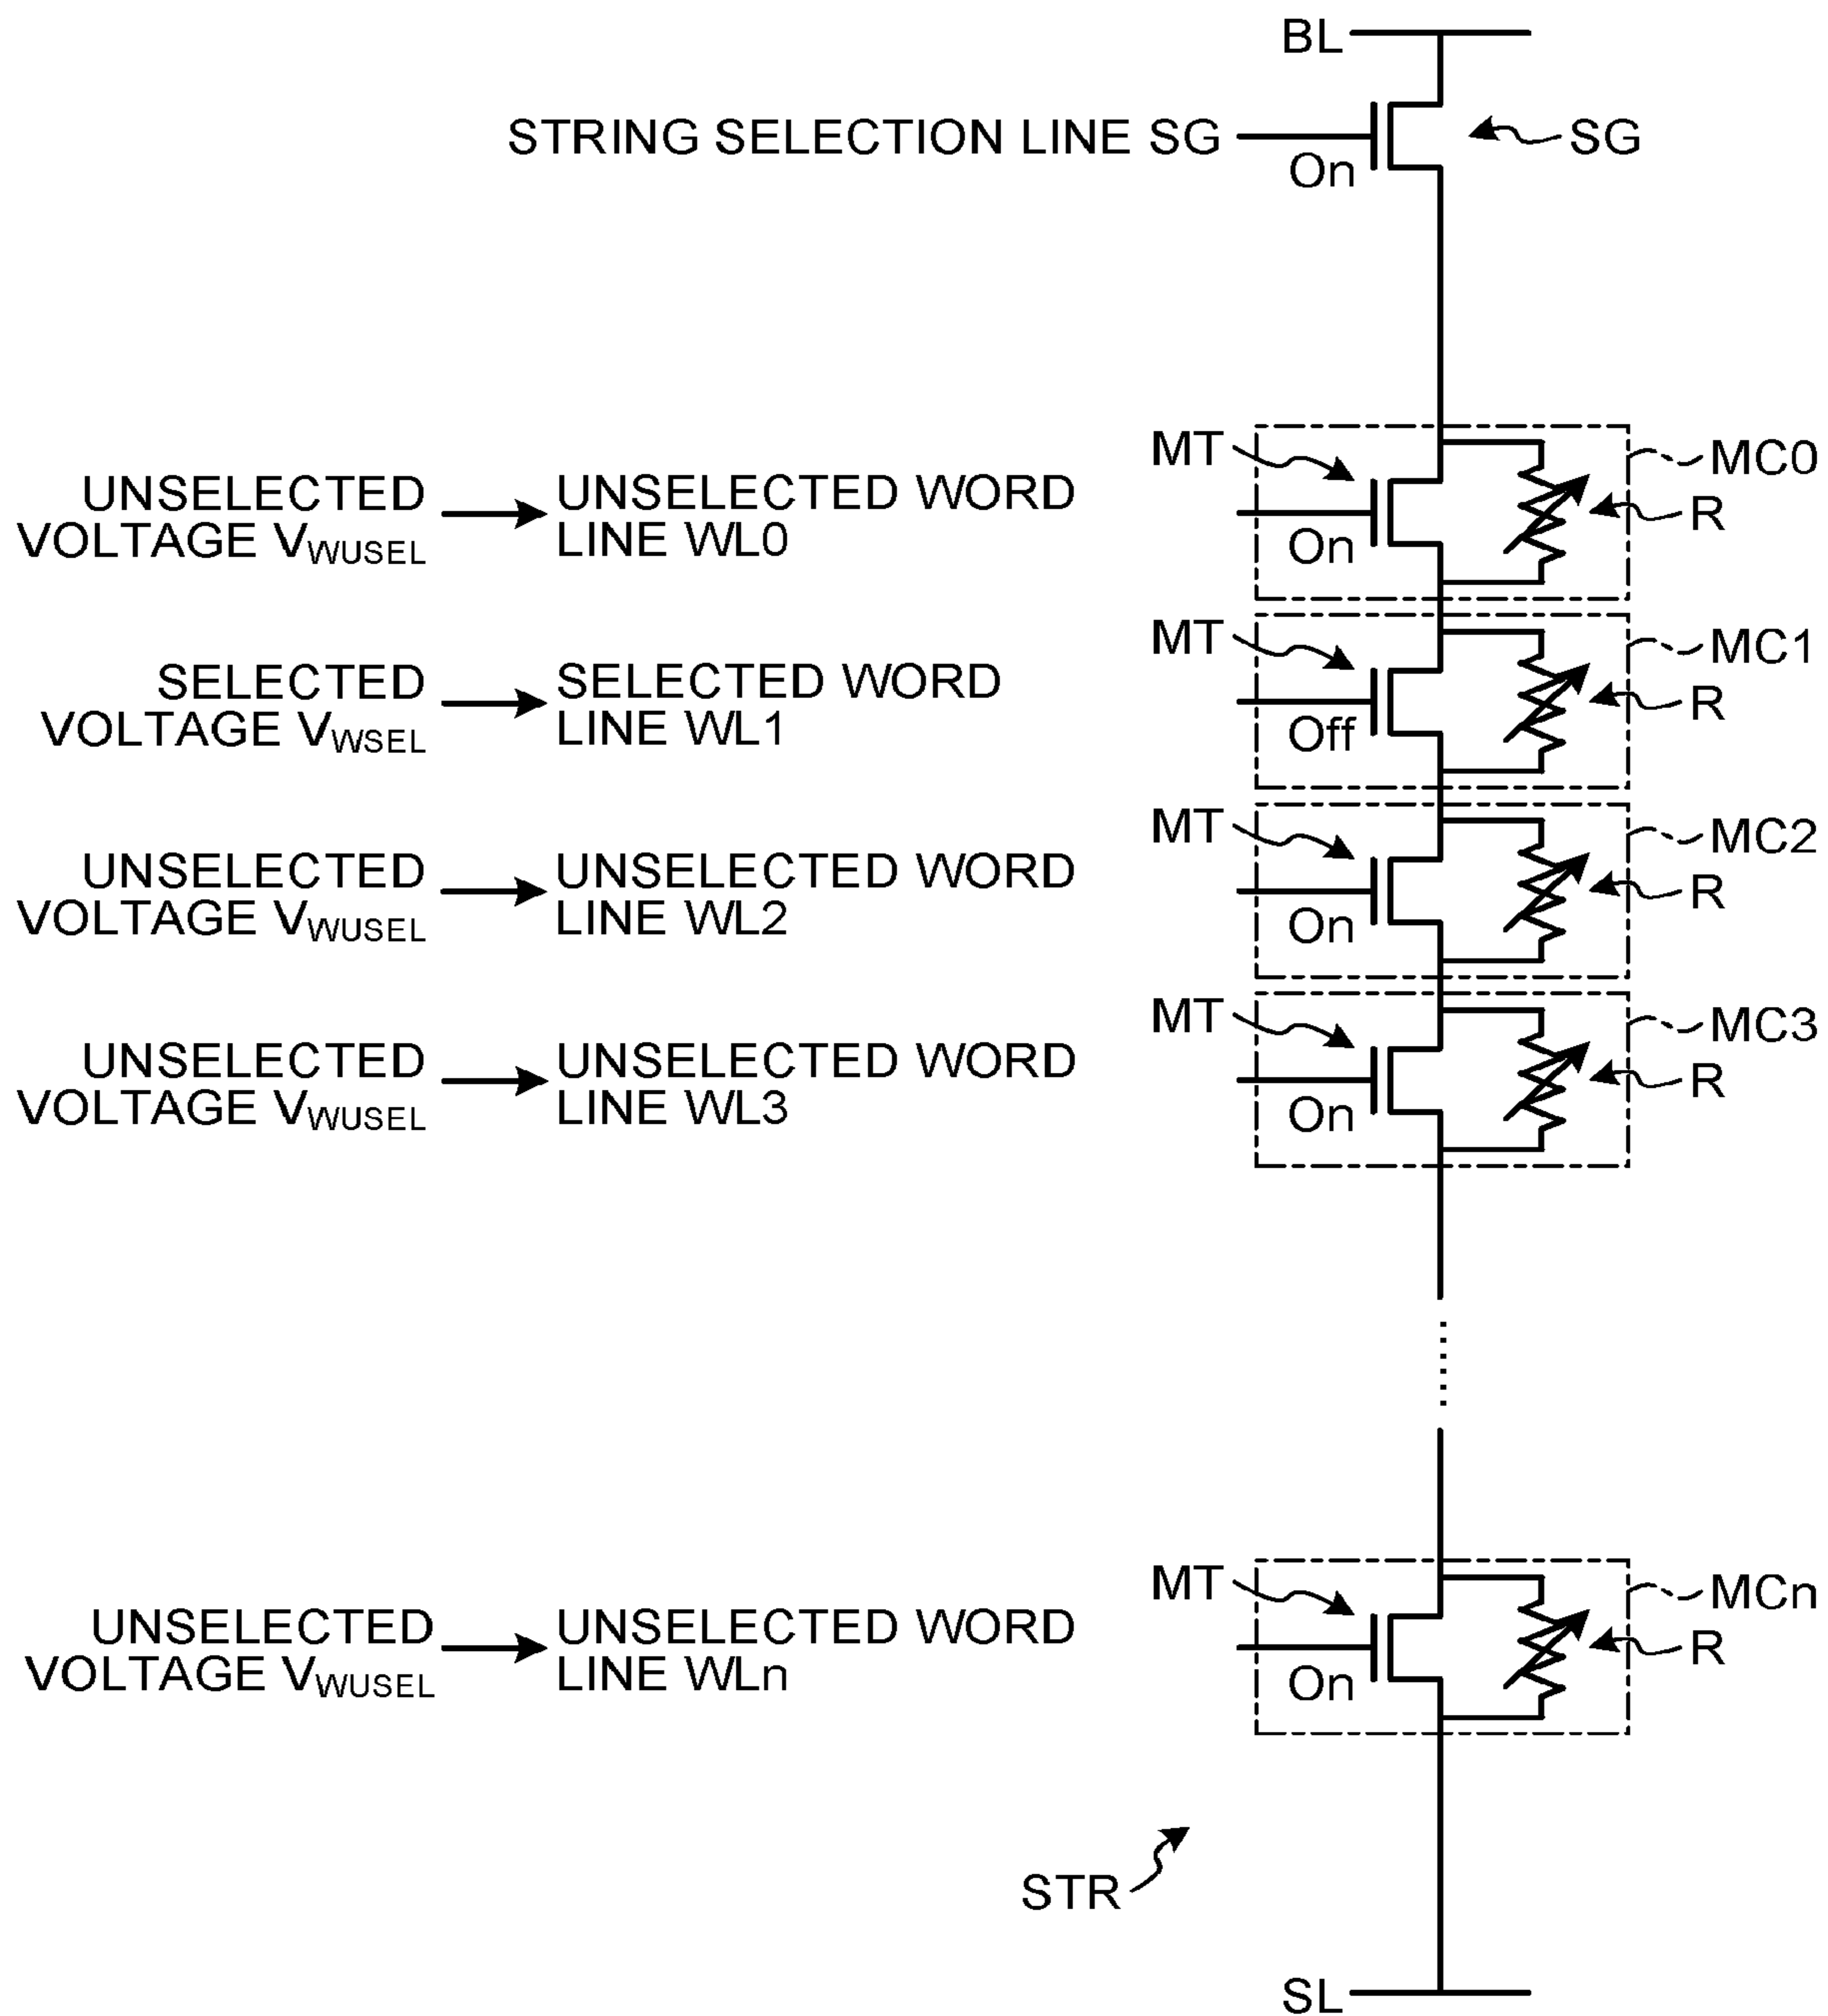 BL
STRING SELECTION LINE SG
SG
On
UNSELECTED
VOLTAGE VWUSEL
UNSELECTED WORD
LINE WL0
MT
On
MC0
R
SELECTED
VOLTAGE VWSEL
SELECTED WORD
LINE WL1
MT
Off
MC1
R
UNSELECTED
VOLTAGE VWUSEL
UNSELECTED WORD
LINE WL2
MT
On
MC2
R
UNSELECTED
VOLTAGE VWUSEL
UNSELECTED WORD
LINE WL3
MT
On
MC3
R
UNSELECTED
VOLTAGE VWUSEL
UNSELECTED WORD
LINE WLn
MT
On
MCn
R
STR
SL